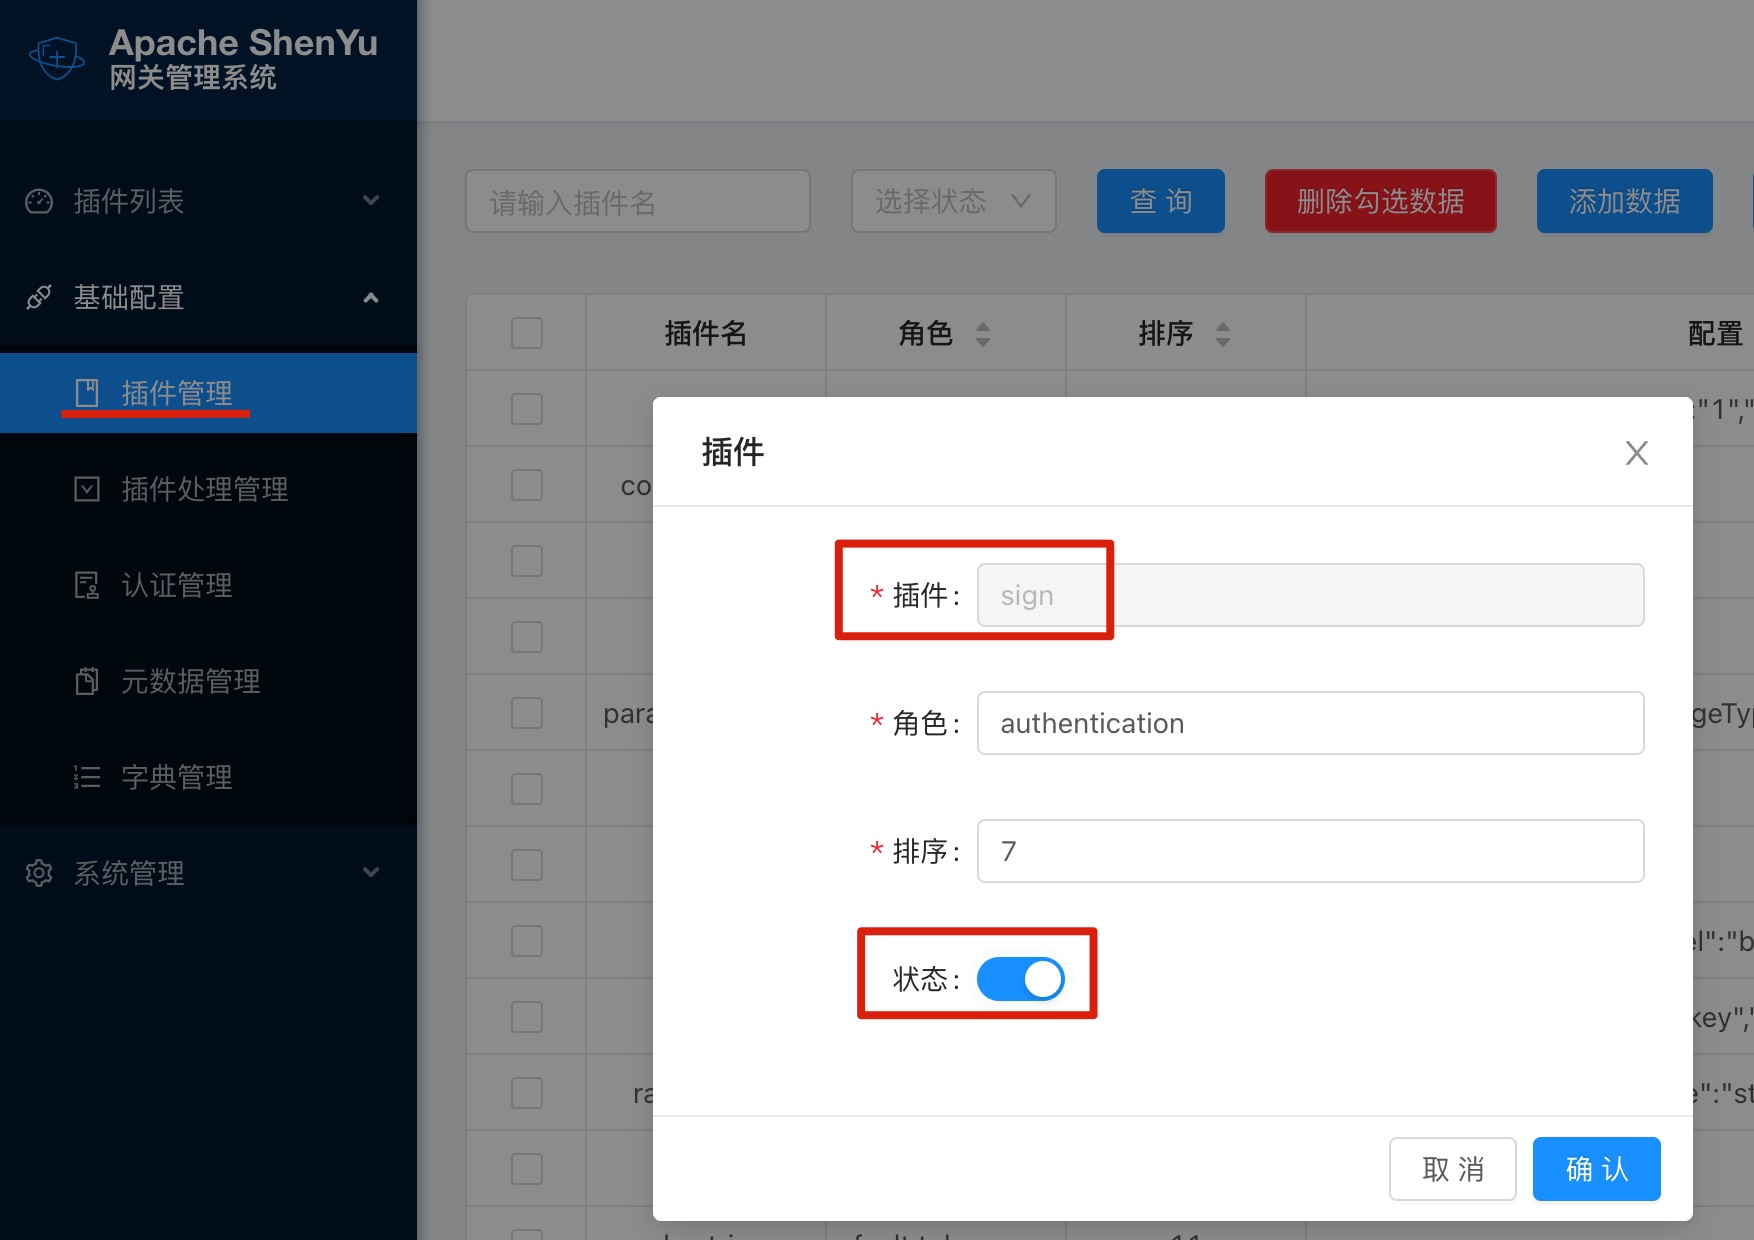 Apache ShenYu
网关管理系统
插件列表
基础配置
插件管理
插件处理管理
认证管理
元数据管理
字典管理
系统管理
请输入插件名
选择状态
查 询
删除勾选数据
添加数据
插件名
角色
排序
配置
:"1","
co
para
geTyp
el":"b
key","
ra
e":"st
插件
* 插件:
sign
* 角色:
authentication
* 排序:
7
状态:
取 消
确 认